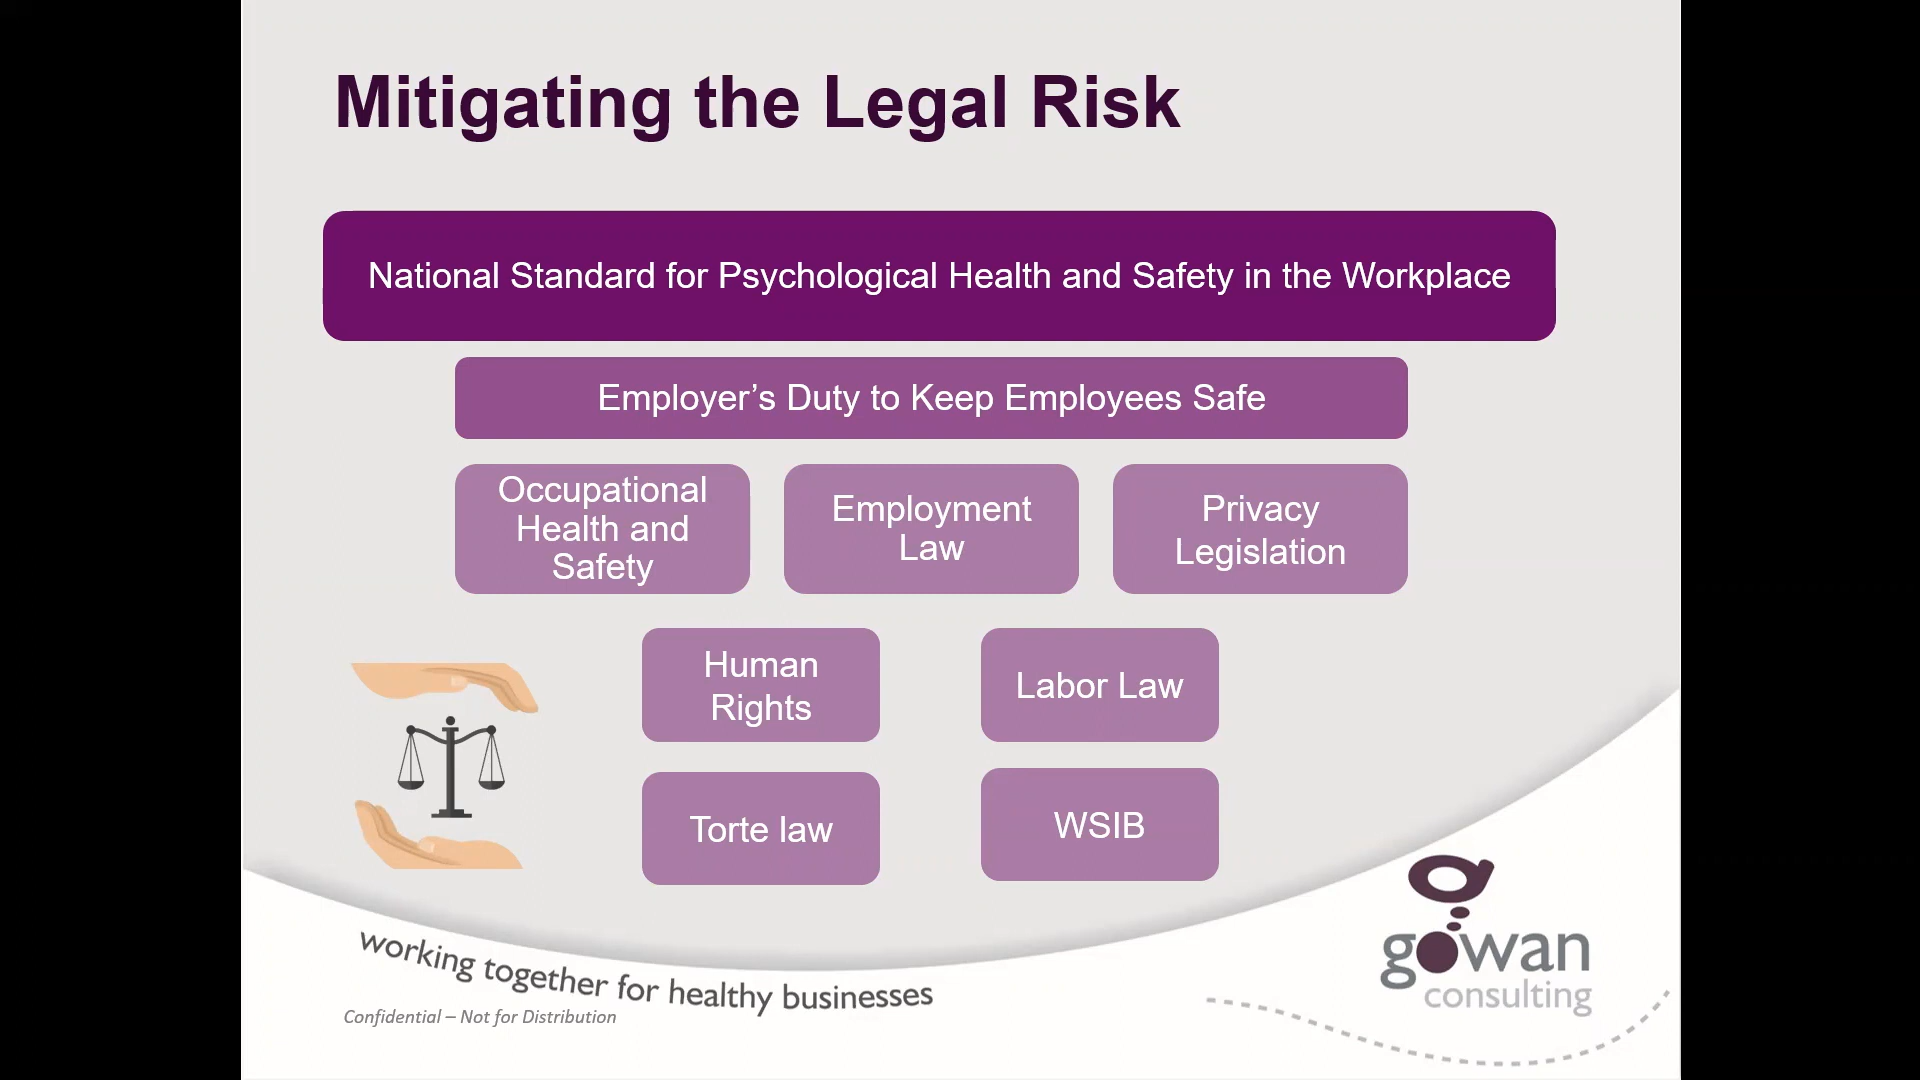 Mitigating the Legal Risk
National Standard for Psychological Health and Safety in the Workplace
Employer’s Duty to Keep Employees Safe
Occupational
Health and
Safety
Employment
Law
Privacy
Legislation
Human
Rights
Labor Law
Torte law
WSIB
working together for healthy businesses
Confidential – Not for Distribution
gowan
consulting